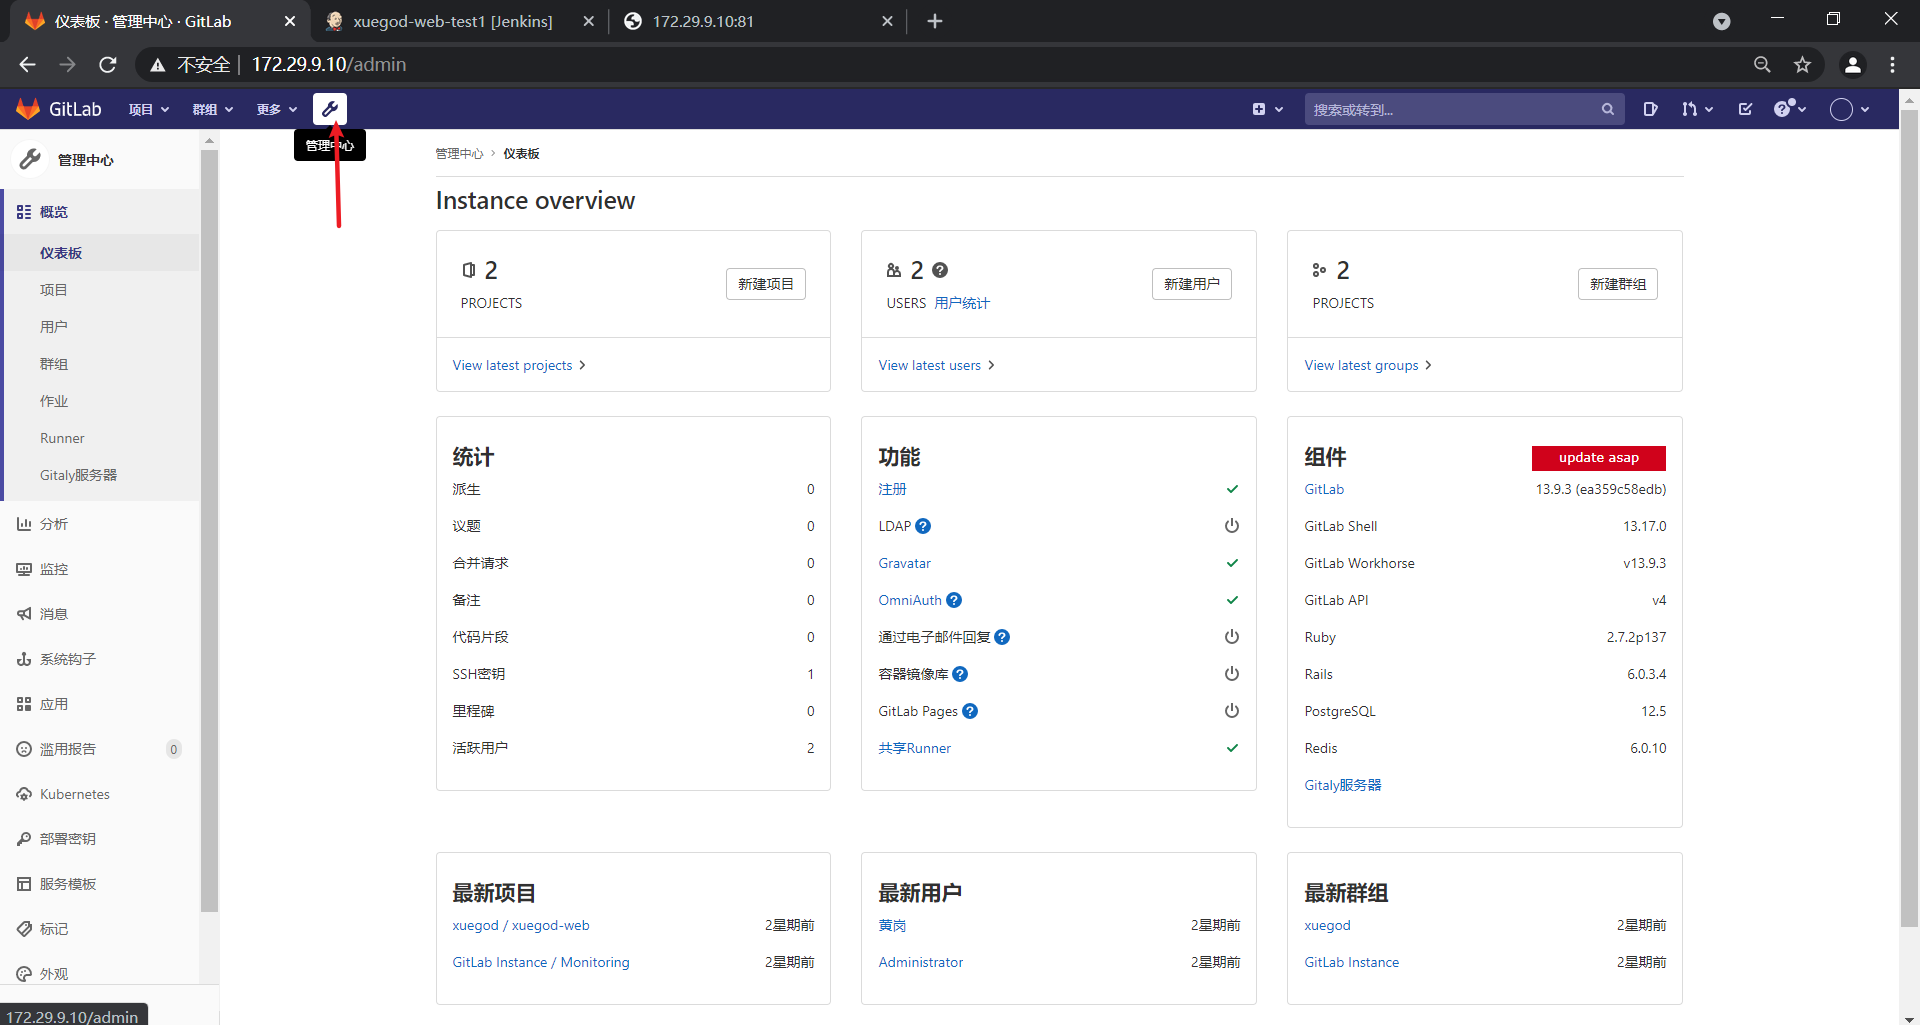 仪表板 · 管理中心 · GitLab
xuegod-web-test1 [Jenkins]
172.29.9.10:81
不安全
172.29.9.10/admin
GitLab
项目
群组
更多
搜索或转到...
管理中心
管理中心
概览
仪表板
项目
用户
群组
作业
Runner
Gitaly服务器
分析
监控
消息
系统钩子
应用
滥用报告
0
Kubernetes
部署密钥
服务模板
标记
外观
172.29.9.10/admin
管理中心 › 仪表板
Instance overview
2
PROJECTS
新建项目
View latest projects
2
USERS 用户统计
新建用户
View latest users
2
PROJECTS
新建群组
View latest groups
统计
派生 0
议题 0
合并请求 0
备注 0
代码片段 0
SSH密钥 1
里程碑 0
活跃用户 2
功能
注册
LDAP
Gravatar
OmniAuth
通过电子邮件回复
容器镜像库
GitLab Pages
共享Runner
组件
update asap
GitLab 13.9.3 (ea359c58edb)
GitLab Shell 13.17.0
GitLab Workhorse v13.9.3
GitLab API v4
Ruby 2.7.2p137
Rails 6.0.3.4
PostgreSQL 12.5
Redis 6.0.10
Gitaly服务器
最新项目
xuegod / xuegod-web 2星期前
GitLab Instance / Monitoring 2星期前
最新用户
黄岗 2星期前
Administrator 2星期前
最新群组
xuegod 2星期前
GitLab Instance 2星期前